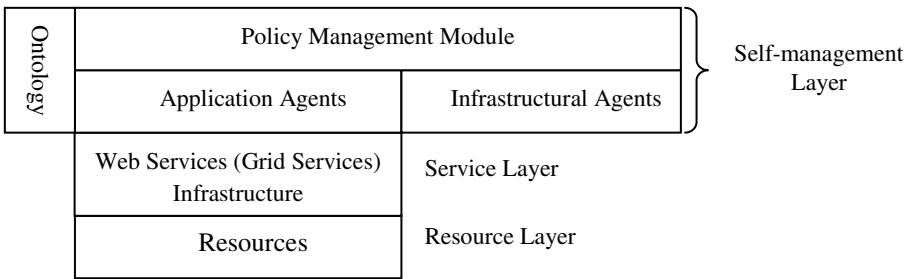 Ontology
Policy Management Module
Self-management
Layer
Application Agents
Infrastructural Agents
Web Services (Grid Services)
Infrastructure
Service Layer
Resources
Resource Layer